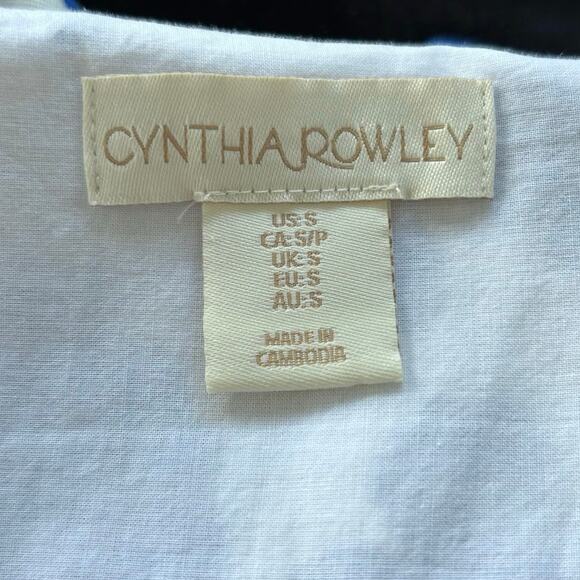 CYNTHIA ROWLEY
US:S
CA:S/P
UK:S
EU:S
AU:S
MADE IN
CAMBODIA